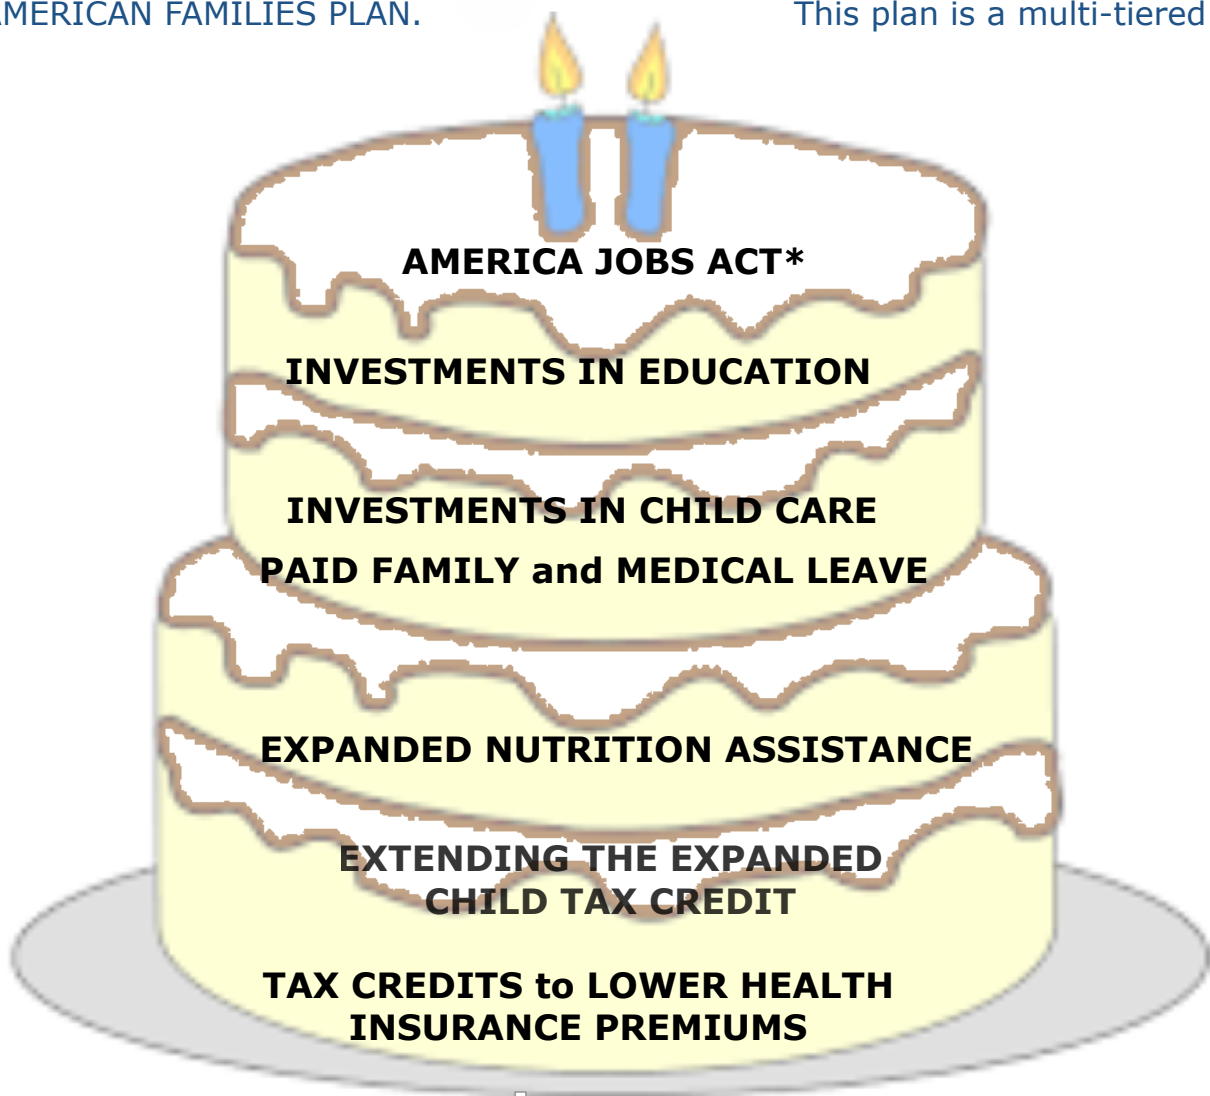 AMERICAN FAMILIES PLAN. This plan is a multi-tiered
AMERICA JOBS ACT*
INVESTMENTS IN EDUCATION
INVESTMENTS IN CHILD CARE
PAID FAMILY and MEDICAL LEAVE
EXPANDED NUTRITION ASSISTANCE
EXTENDING THE EXPANDED
CHILD TAX CREDIT
TAX CREDITS to LOWER HEALTH
INSURANCE PREMIUMS